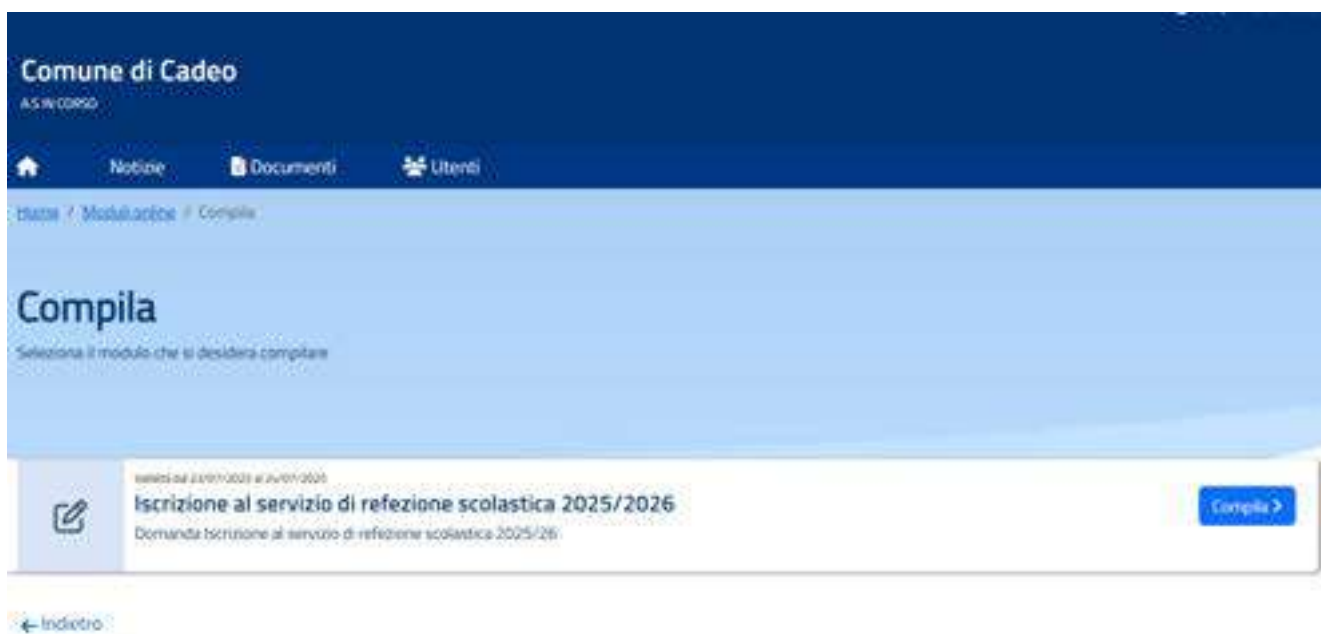 Comune di Cadeo
A.S. IN CORSO
Notizie Documenti Utenti
Home / Moduli online / Compila
Compila
Seleziona il modulo che si desidera compilare
Iscrizione al servizio di refezione scolastica 2025/2026
Domanda Iscrizione al servizio di refezione scolastica 2025/26
Compila
Indietro